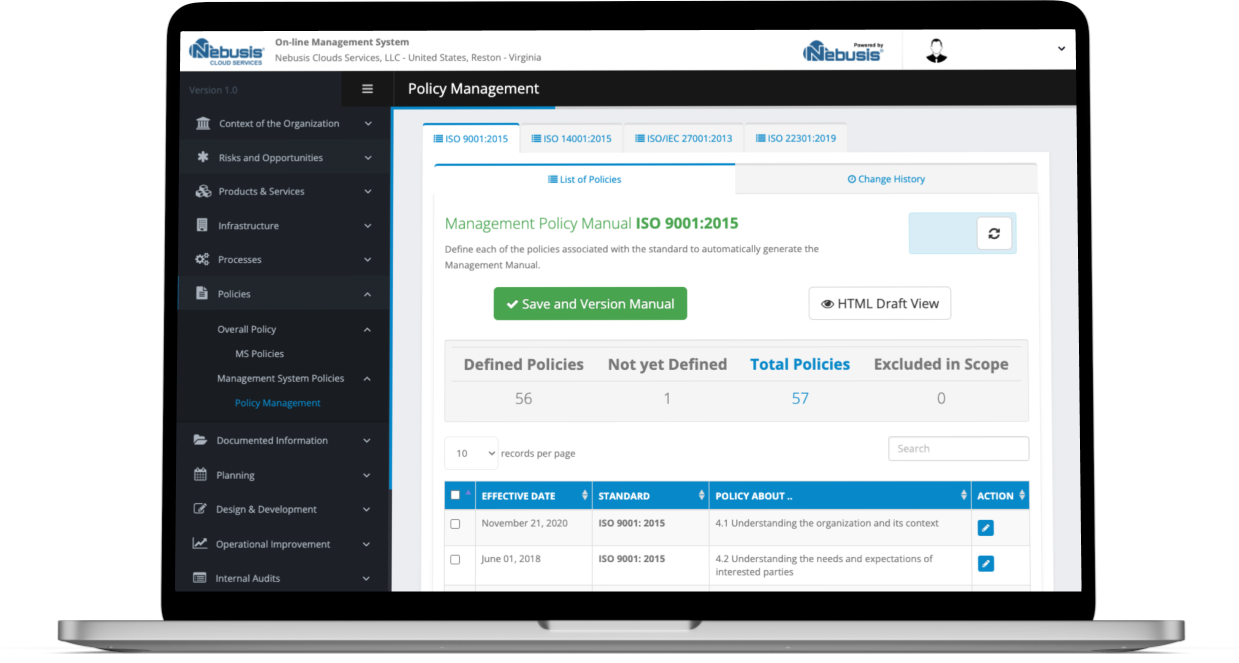 Nebusis
CLOUD SERVICES
On-line Management System
Nebusis Clouds Services, LLC - United States, Reston - Virginia
Powered by
Nebusis
Version 1.0
Policy Management
Context of the Organization
Risks and Opportunities
Products & Services
Infrastructure
Processes
Policies
Overall Policy
MS Policies
Management System Policies
Policy Management
Documented Information
Planning
Design & Development
Operational Improvement
Internal Audits
ISO 9001:2015
ISO 14001:2015
ISO/IEC 27001:2013
ISO 22301:2019
List of Policies
Change History
Management Policy Manual ISO 9001:2015
Define each of the policies associated with the standard to automatically generate the
Management Manual.
Save and Version Manual
HTML Draft View
Defined Policies Not yet Defined Total Policies Excluded in Scope
56 1 57 0
10 records per page
Search
EFFECTIVE DATE STANDARD POLICY ABOUT .. ACTION
November 21, 2020 ISO 9001: 2015 4.1 Understanding the organization and its context
June 01, 2018 ISO 9001: 2015 4.2 Understanding the needs and expectations of
interested parties